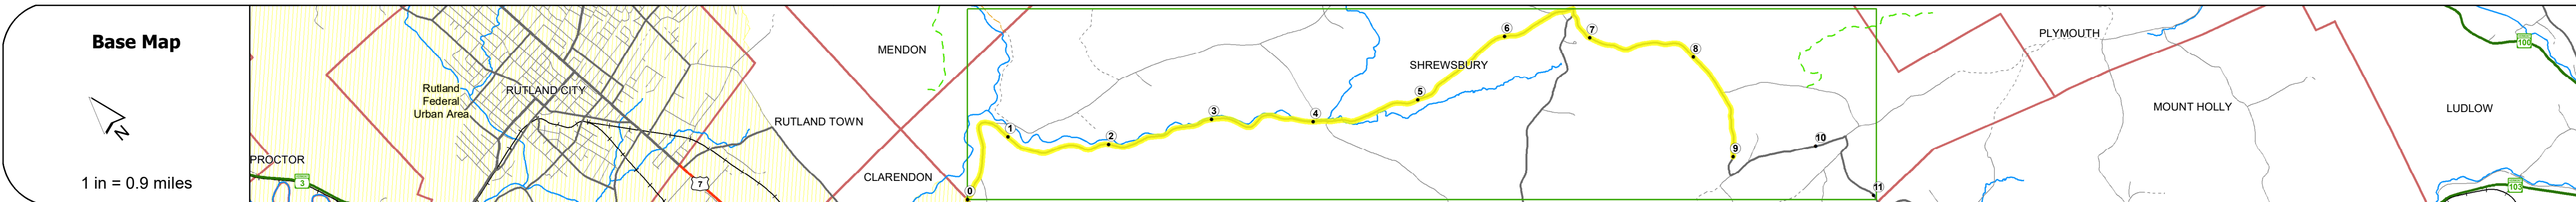 Base Map
N
1 in = 0.9 miles
PROCTOR
3
Rutland
Federal
Urban Area
RUTLAND CITY
7
RUTLAND TOWN
MENDON
CLARENDON
0
1
2
3
4
5
6
7
8
9
10
11
SHREWSBURY
PLYMOUTH
MOUNT HOLLY
LUDLOW
100
103